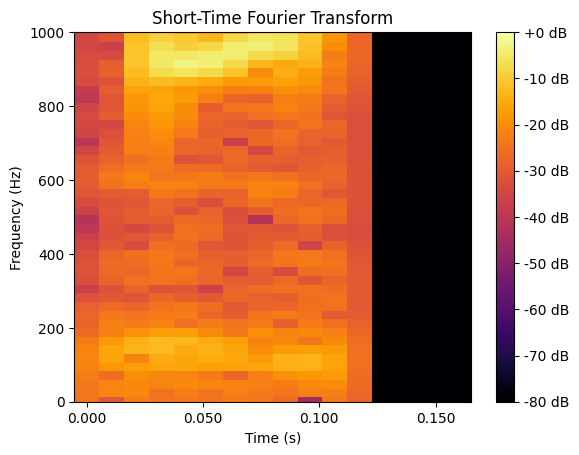 Short-Time Fourier Transform
Frequency (Hz)
1000
800
600
400
200
0
0.000
0.050
0.100
0.150
Time (s)
+0 dB
-10 dB
-20 dB
-30 dB
-40 dB
-50 dB
-60 dB
-70 dB
-80 dB